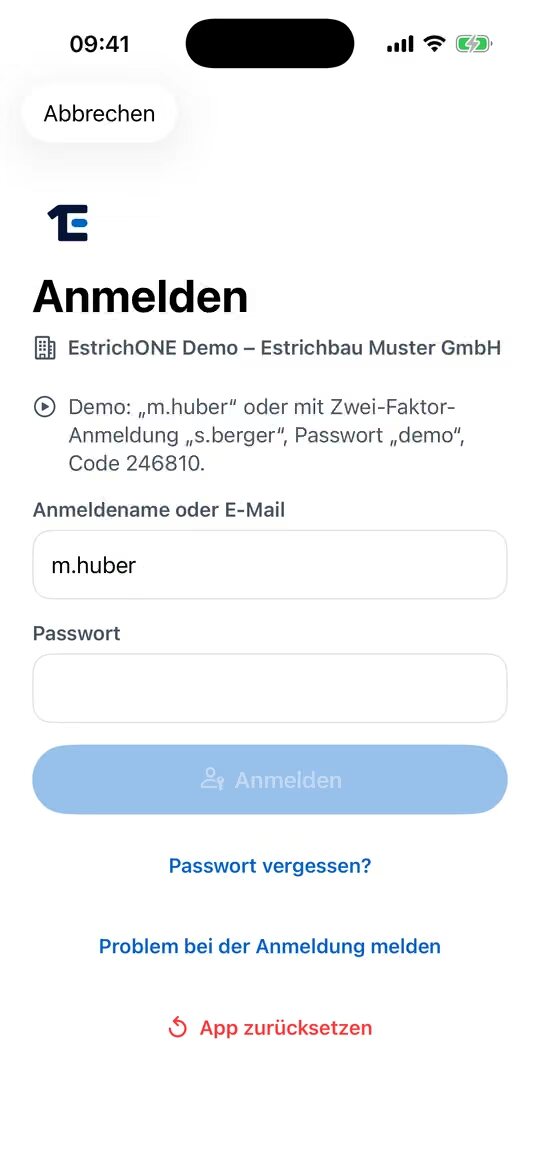 09:41
Abbrechen
1E
Anmelden
EstrichONE Demo – Estrichbau Muster GmbH
Demo: „m.huber“ oder mit Zwei-Faktor-
Anmeldung „s.berger“, Passwort „demo“,
Code 246810.
Anmeldename oder E-Mail
m.huber
Passwort
Anmelden
Passwort vergessen?
Problem bei der Anmeldung melden
App zurücksetzen